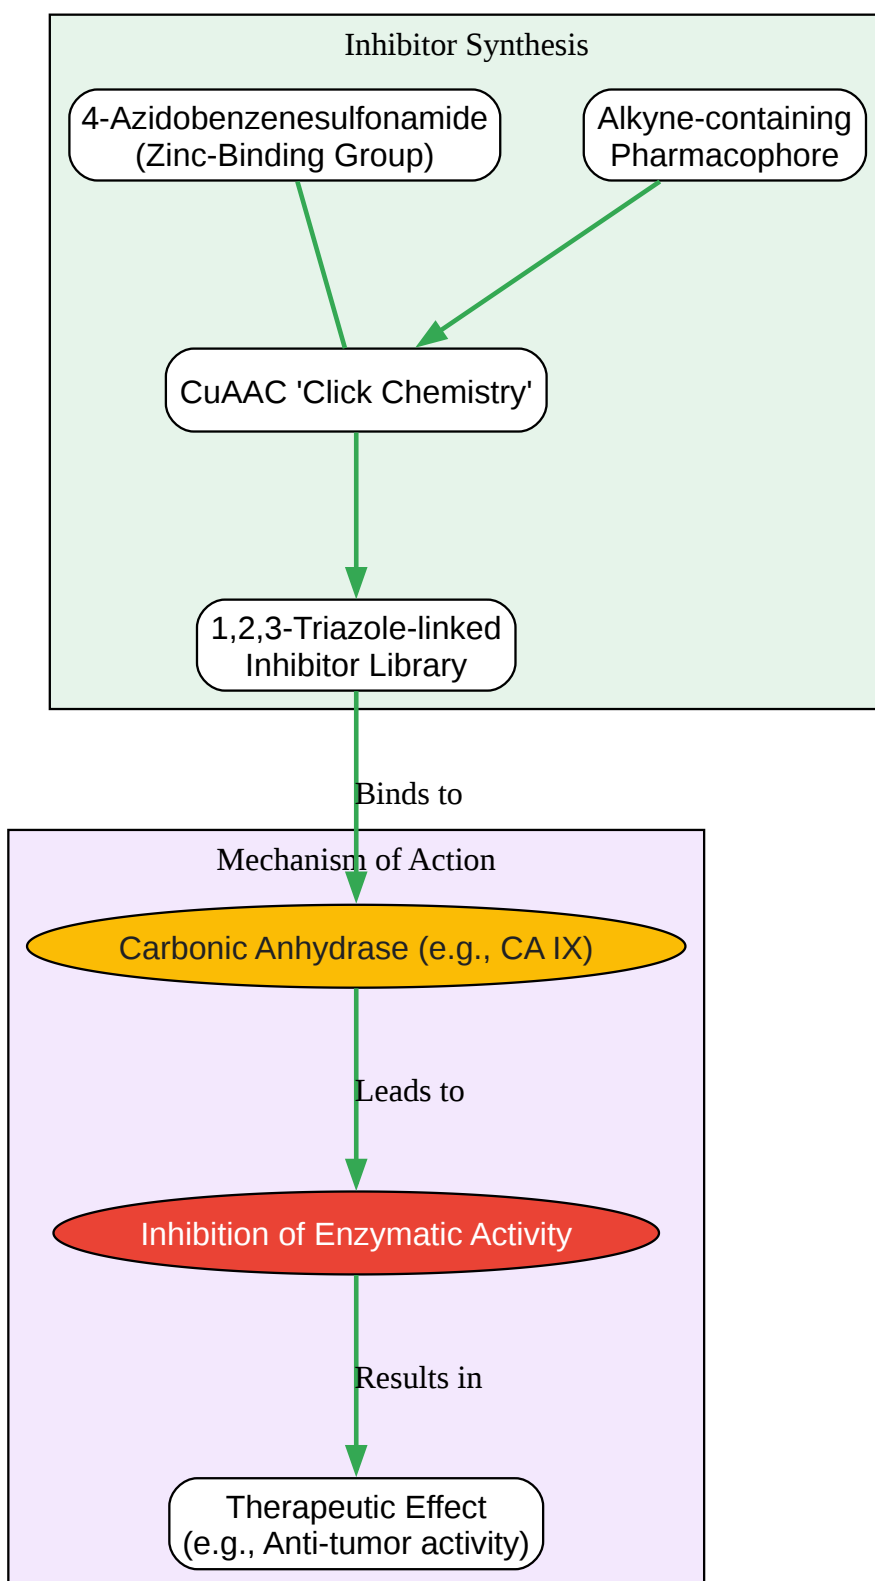 Inhibitor Synthesis
4-Azidobenzenesulfonamide
(Zinc-Binding Group)
Alkyne-containing
Pharmacophore
CuAAC 'Click Chemistry'
1,2,3-Triazole-linked
Inhibitor Library
Binds to
Mechanism of Action
Carbonic Anhydrase (e.g., CA IX)
Leads to
Inhibition of Enzymatic Activity
Results in
Therapeutic Effect
(e.g., Anti-tumor activity)